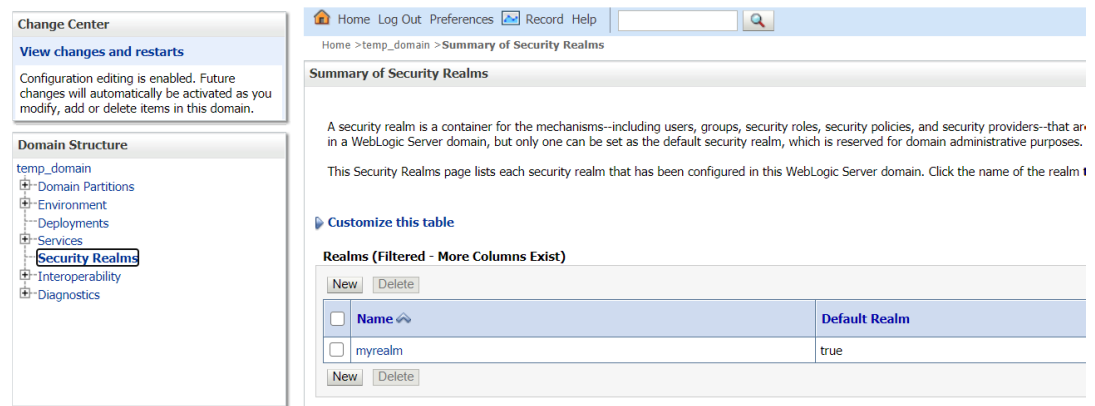 Change Center
View changes and restarts
Configuration editing is enabled. Future
changes will automatically be activated as you
modify, add or delete items in this domain.
Domain Structure
temp_domain
Domain Partitions
Environment
Deployments
Services
Security Realms
Interoperability
Diagnostics
Home Log Out Preferences Record Help
Home >temp_domain >Summary of Security Realms
Summary of Security Realms
A security realm is a container for the mechanisms--including users, groups, security roles, security policies, and security providers--that are
in a WebLogic Server domain, but only one can be set as the default security realm, which is reserved for domain administrative purposes.
This Security Realms page lists each security realm that has been configured in this WebLogic Server domain. Click the name of the realm
Customize this table
Realms (Filtered - More Columns Exist)
New Delete
Name Default Realm
myrealm true
New Delete